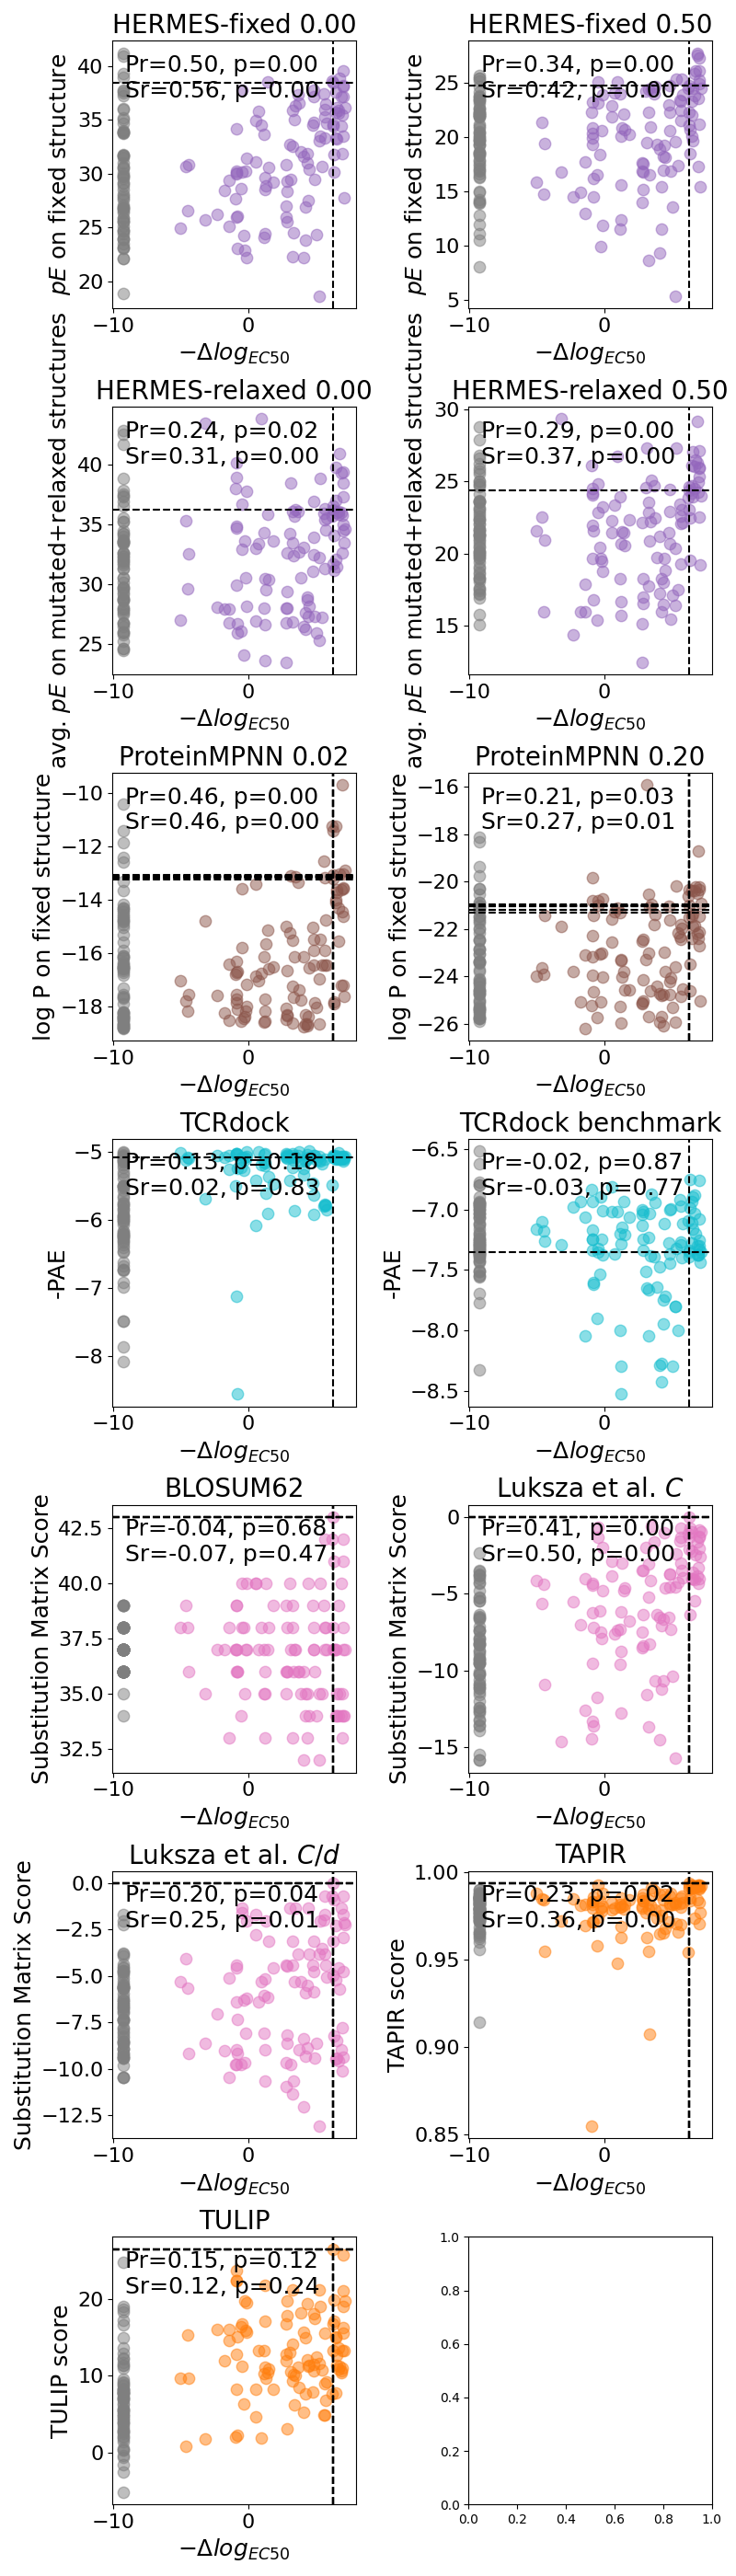 HERMES-fixed 0.00
pE on fixed structure
40
35
30
25
20
Pr=0.50, p=0.00
Sr=0.56, p=0.00
−10
0
−Δlog_EC50
HERMES-fixed 0.50
pE on fixed structure
25
20
15
10
5
Pr=0.34, p=0.00
Sr=0.42, p=0.00
−10
0
−Δlog_EC50
HERMES-relaxed 0.00
avg. pE on mutated+relaxed structures
40
35
30
25
Pr=0.24, p=0.02
Sr=0.31, p=0.00
−10
0
−Δlog_EC50
HERMES-relaxed 0.50
avg. pE on mutated+relaxed structures
30
25
20
15
Pr=0.29, p=0.00
Sr=0.37, p=0.00
−10
0
−Δlog_EC50
ProteinMPNN 0.02
log P on fixed structure
−10
−12
−14
−16
−18
Pr=0.46, p=0.00
Sr=0.46, p=0.00
−10
0
−Δlog_EC50
ProteinMPNN 0.20
log P on fixed structure
−16
−18
−20
−22
−24
−26
Pr=0.21, p=0.03
Sr=0.27, p=0.01
−10
0
−Δlog_EC50
TCRdock
-PAE
−5
−6
−7
−8
Pr=0.13, p=0.18
Sr=0.02, p=0.83
−10
0
−Δlog_EC50
TCRdock benchmark
-PAE
−6.5
−7.0
−7.5
−8.0
−8.5
Pr=-0.02, p=0.87
Sr=-0.03, p=0.77
−10
0
−Δlog_EC50
BLOSUM62
Substitution Matrix Score
42.5
40.0
37.5
35.0
32.5
Pr=-0.04, p=0.68
Sr=-0.07, p=0.47
−10
0
−Δlog_EC50
Luksza et al. C
Substitution Matrix Score
0
−5
−10
−15
Pr=0.41, p=0.00
Sr=0.50, p=0.00
−10
0
−Δlog_EC50
Luksza et al. C/d
Substitution Matrix Score
0.0
−2.5
−5.0
−7.5
−10.0
−12.5
Pr=0.20, p=0.04
Sr=0.25, p=0.01
−10
0
−Δlog_EC50
TAPIR
TAPIR score
1.00
0.95
0.90
0.85
Pr=0.23, p=0.02
Sr=0.36, p=0.00
−10
0
−Δlog_EC50
TULIP
TULIP score
20
10
0
Pr=0.15, p=0.12
Sr=0.12, p=0.24
−10
0
−Δlog_EC50
1.0
0.8
0.6
0.4
0.2
0.0
0.0
0.2
0.4
0.6
0.8
1.0